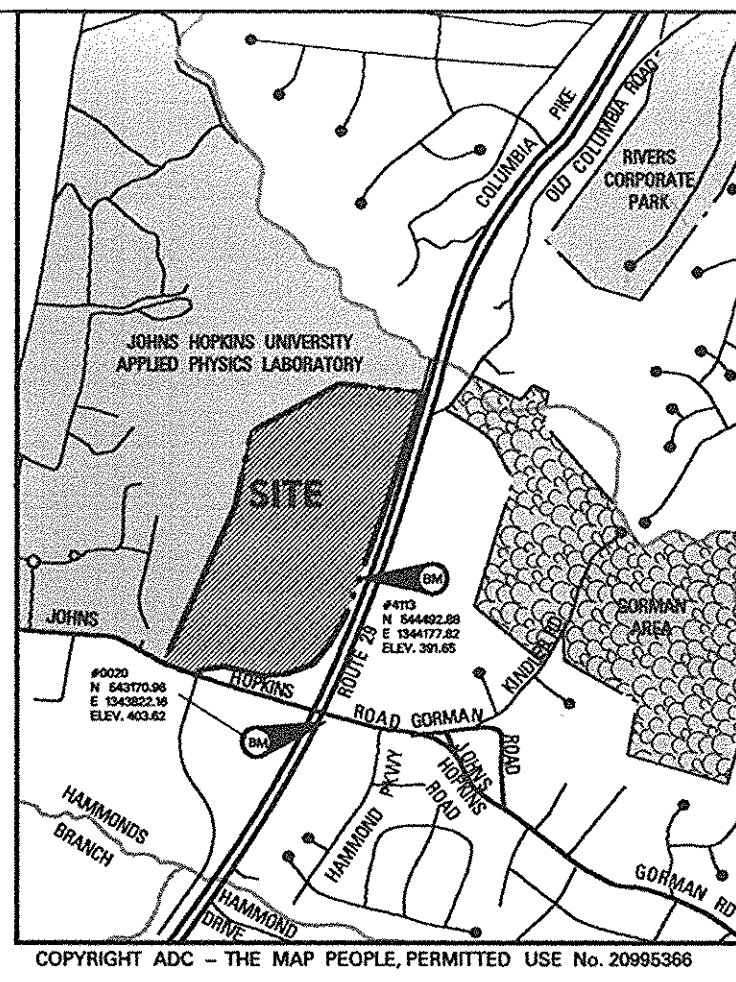 COLUMBIA PIKE
OLD COLUMBIA ROAD
RIVERS
CORPORATE
PARK
JOHNS HOPKINS UNIVERSITY
APPLIED PHYSICS LABORATORY
SITE
BM
#4113
N 544492.88
E 1344177.82
ELEV. 391.65
GORMAN
AREA
JOHNS
HOPKINS
ROUTE 29
KINDLER RD
#0020
N 543170.96
E 1343822.16
ELEV. 403.62
BM
ROAD GORMAN
ROAD
JOHNS
HOPKINS
ROAD
HAMMOND PKWY
HAMMONDS
BRANCH
HAMMOND
DRIVE
GORMAN RD
COPYRIGHT ADC – THE MAP PEOPLE, PERMITTED USE No. 20995366